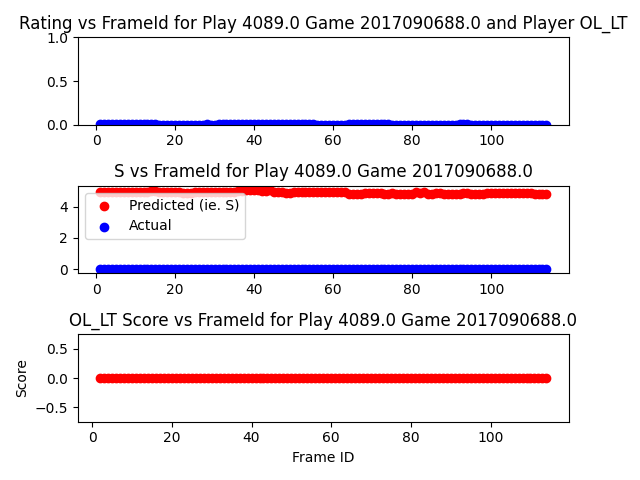 Rating vs FrameId for Play 4089.0 Game 2017090688.0 and Player OL_LT
1.0
0.5
0.0
0 20 40 60 80 100
S vs FrameId for Play 4089.0 Game 2017090688.0
4
2
0
Predicted (ie. S)
Actual
0 20 40 60 80 100
OL_LT Score vs FrameId for Play 4089.0 Game 2017090688.0
Score
0.5
0.0
−0.5
0 20 40 60 80 100
Frame ID